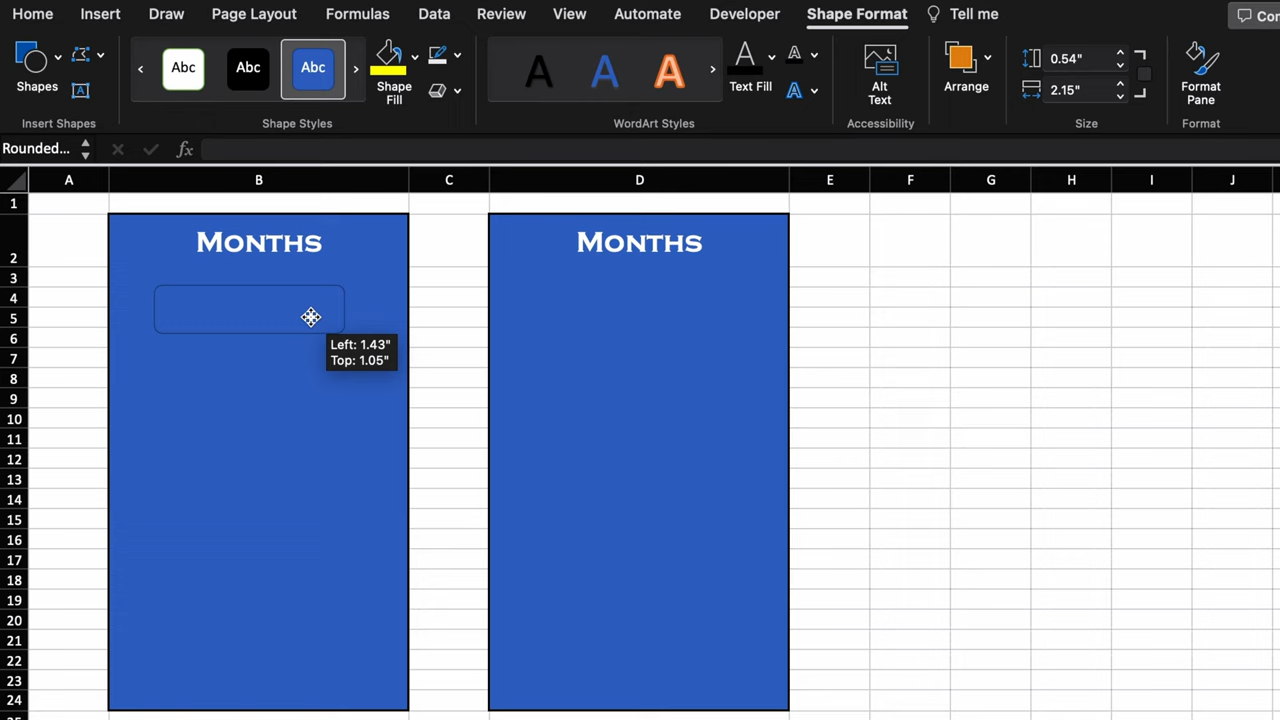 Home Insert Draw Page Layout Formulas Data Review View Automate Developer Shape Format Tell me
Abc Abc Abc A A A A A A
0.54"
2.15"
Shapes Shape Fill Text Fill Alt Text Arrange Format Pane
Insert Shapes Shape Styles WordArt Styles Accessibility Size Format
Rounded... fx
A B C D E F G H I J
1
Months Months
2
3
4
5
6
Left: 1.43"
Top: 1.05"
7
8
9
10
11
12
13
14
15
16
17
18
19
20
21
22
23
24